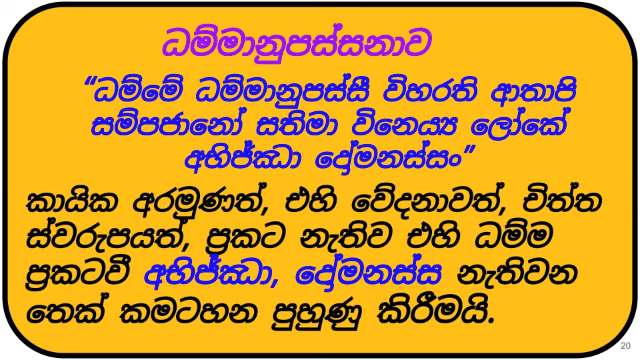 ධම්මානුපස්සනාව
“ධම්මේ ධම්මානුපස්සී විහරති ආතාපි
සම්පජානෝ සතිමා විනෙය්‍ය ලෝකේ
අභිජ්ඣා දෝමනස්සං”
කායික අරමුණත්, එහි වේදනාවත්, චිත්ත
ස්වරුපයත්, ප්‍රකට නැතිව එහි ධම්ම
ප්‍රකටවී අභිජ්ඣා, දෝමනස්ස නැතිවන
තෙක් කමටහන පුහුණු කිරීමයි.
20